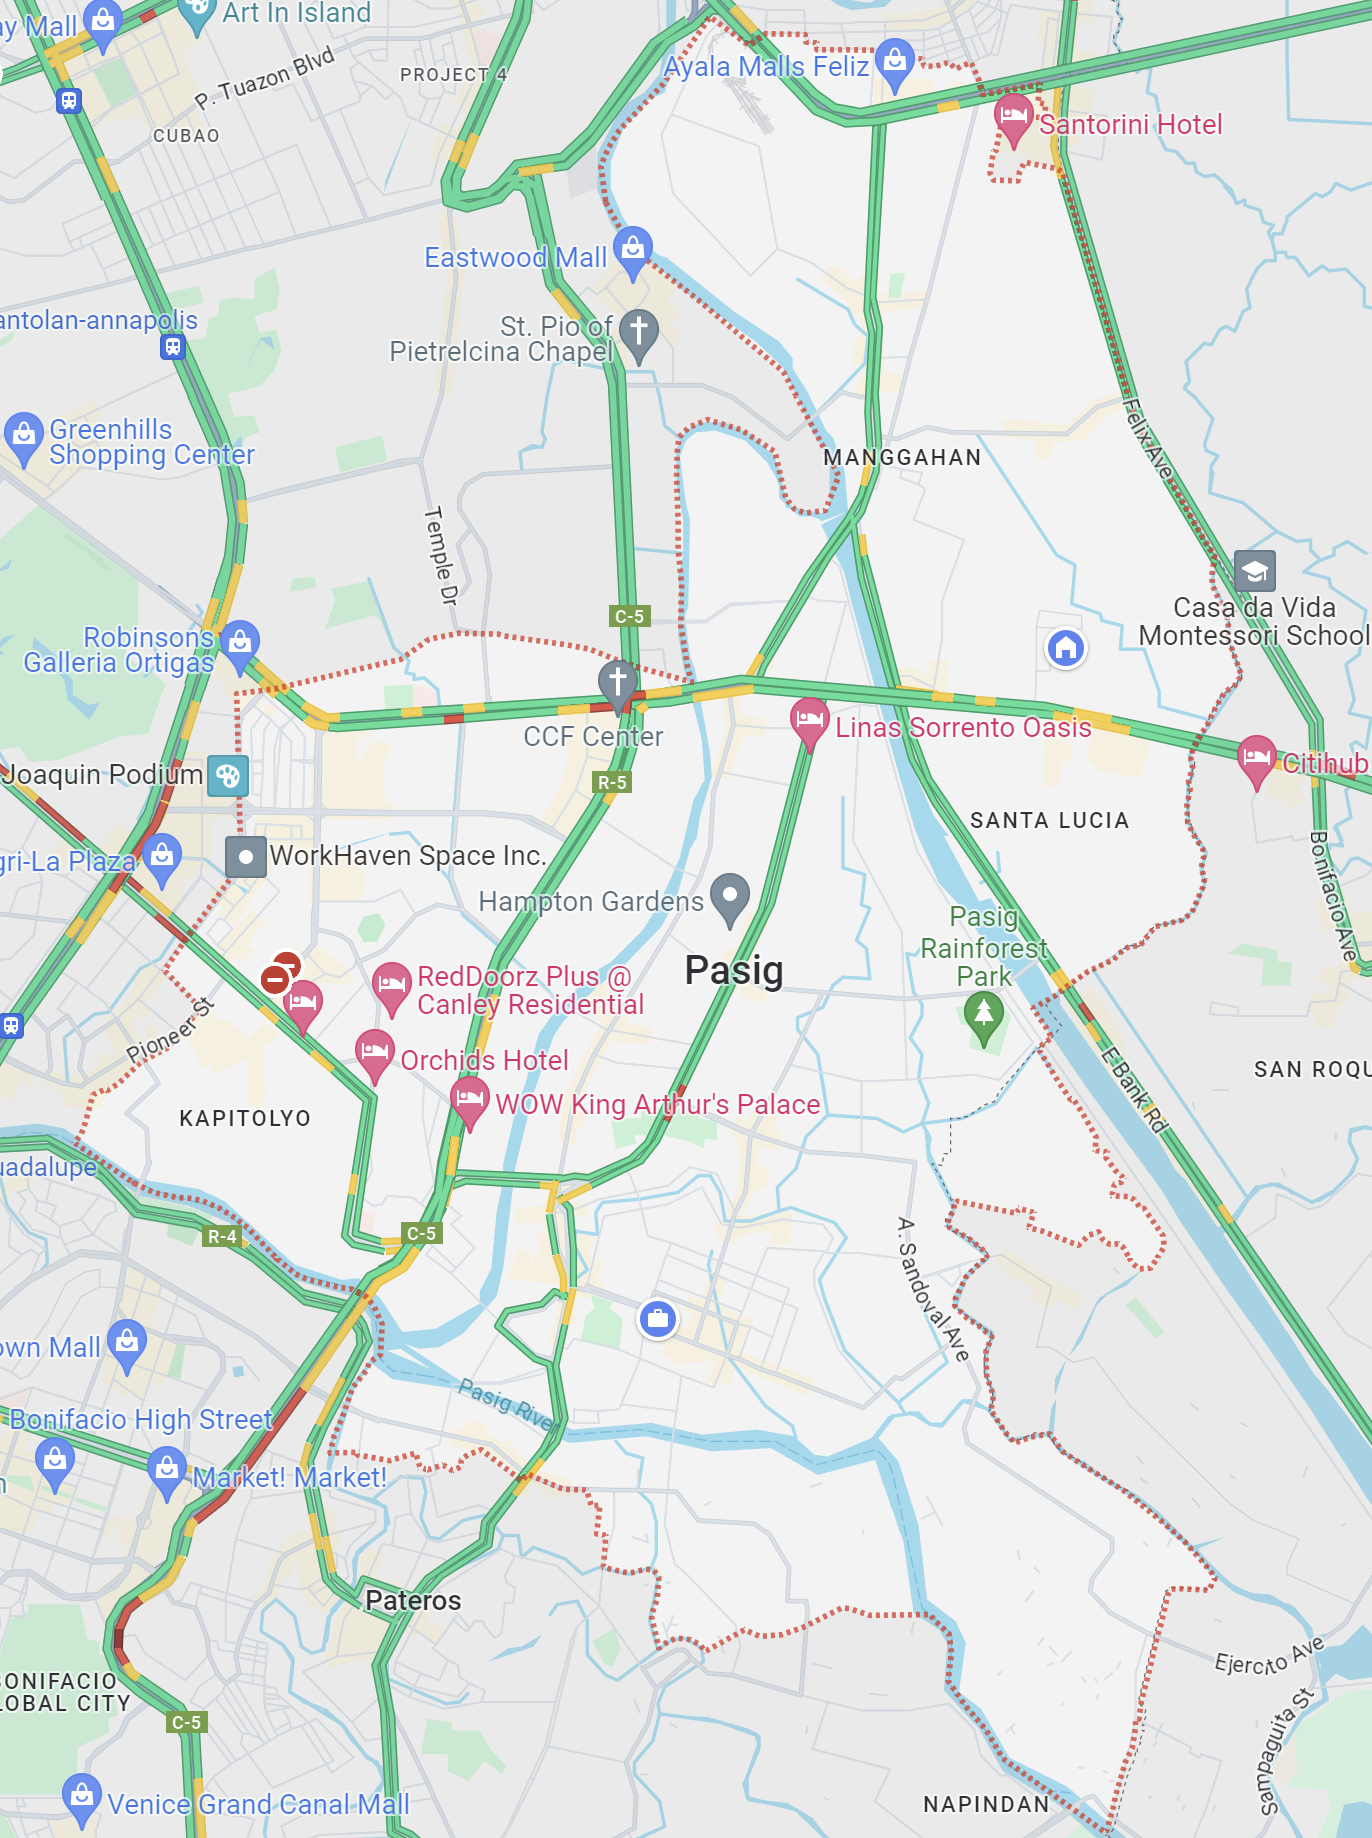 Art In Island
ay Mall
P. Tuazon Blvd
PROJECT 4
Ayala Malls Feliz
CUBAO
Santorini Hotel
Eastwood Mall
antolan-annapolis
St. Pio of
Pietrelcina Chapel
Greenhills
Shopping Center
Felix Ave
MANGGAHAN
Temple Dr
C-5
Casa da Vida
Montessori School
Robinsons
Galleria Ortigas
CCF Center
Linas Sorrento Oasis
Citihub
Joaquin Podium
R-5
SANTA LUCIA
gri-La Plaza
WorkHaven Space Inc.
Bonifacio Ave
Hampton Gardens
Pasig
Rainforest
Park
Pasig
RedDoorz Plus @
Canley Residential
Pioneer St
Orchids Hotel
SAN ROQU
E Bank Rd
WOW King Arthur's Palace
KAPITOLYO
uadalupe
R-4
C-5
A. Sandoval Ave
own Mall
Pasig River
Bonifacio High Street
Market! Market!
n
Pateros
Ejercito Ave
BONIFACIO
LOBAL CITY
C-5
Sampaguita St
Venice Grand Canal Mall
NAPINDAN